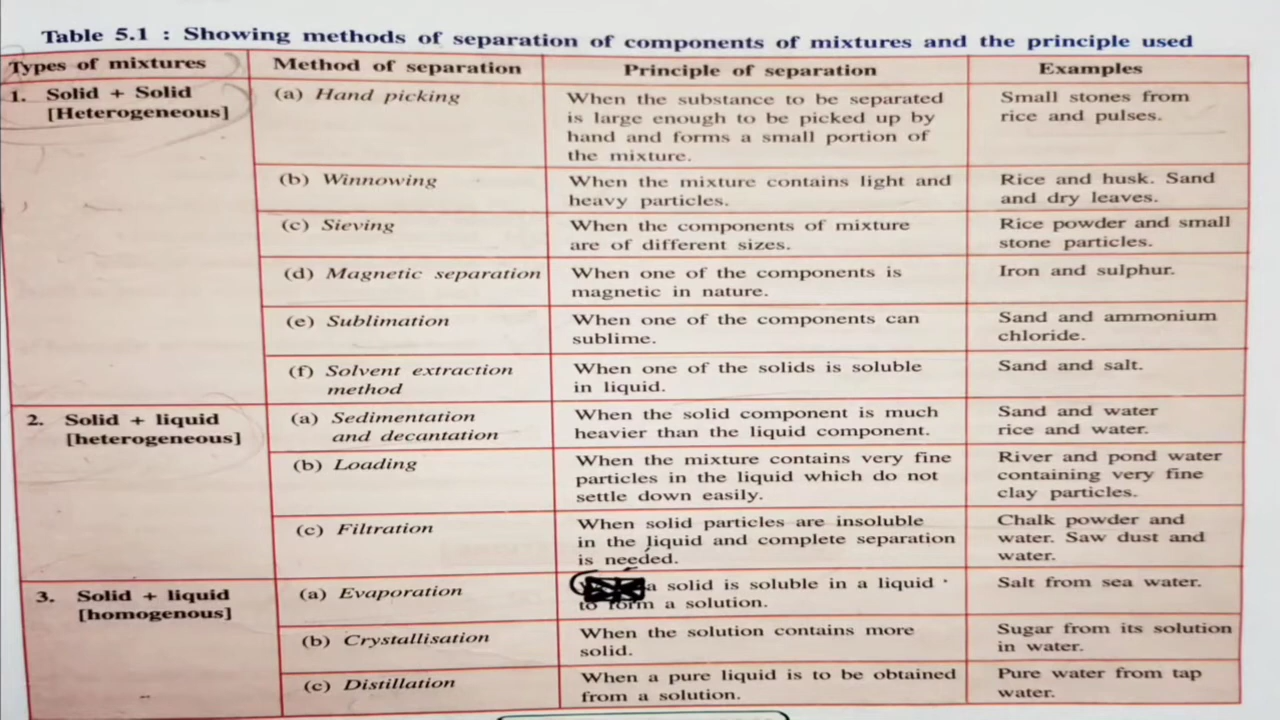 Table 5.1 : Showing methods of separation of components of mixtures and the principle used
Types of mixtures
Method of separation
Principle of separation
Examples
1. Solid + Solid
[Heterogeneous]
(a) Hand picking
When the substance to be separated
is large enough to be picked up by
hand and forms a small portion of
the mixture.
Small stones from
rice and pulses.
(b) Winnowing
When the mixture contains light and
heavy particles.
Rice and husk. Sand
and dry leaves.
(c) Sieving
When the components of mixture
are of different sizes.
Rice powder and small
stone particles.
(d) Magnetic separation
When one of the components is
magnetic in nature.
Iron and sulphur.
(e) Sublimation
When one of the components can
sublime.
Sand and ammonium
chloride.
(f) Solvent extraction
method
When one of the solids is soluble
in liquid.
Sand and salt.
2. Solid + liquid
[heterogeneous]
(a) Sedimentation
and decantation
When the solid component is much
heavier than the liquid component.
Sand and water
rice and water.
(b) Loading
When the mixture contains very fine
particles in the liquid which do not
settle down easily.
River and pond water
containing very fine
clay particles.
(c) Filtration
When solid particles are insoluble
in the liquid and complete separation
is needed.
Chalk powder and
water. Saw dust and
water.
3. Solid + liquid
[homogenous]
(a) Evaporation
a solid is soluble in a liquid
to form a solution.
Salt from sea water.
(b) Crystallisation
When the solution contains more
solid.
Sugar from its solution
in water.
(c) Distillation
When a pure liquid is to be obtained
from a solution.
Pure water from tap
water.